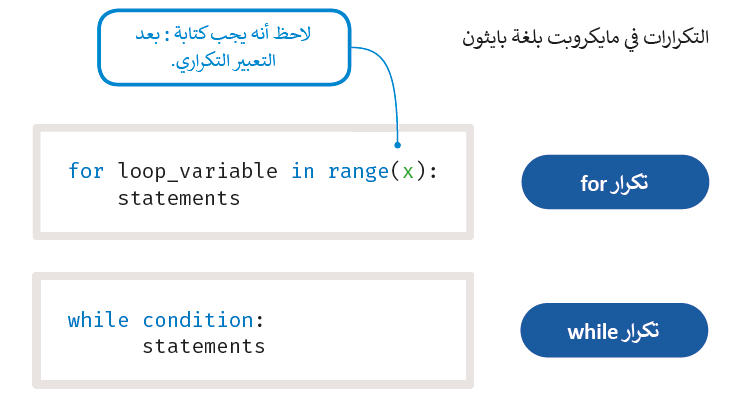 التكرارات في مايكروبت بلغة بايثون
لاحظ أنه يجب كتابة : بعد
التعبير التكراري.
تكرار for
for loop_variable in range(x):
    statements
تكرار while
while condition:
      statements